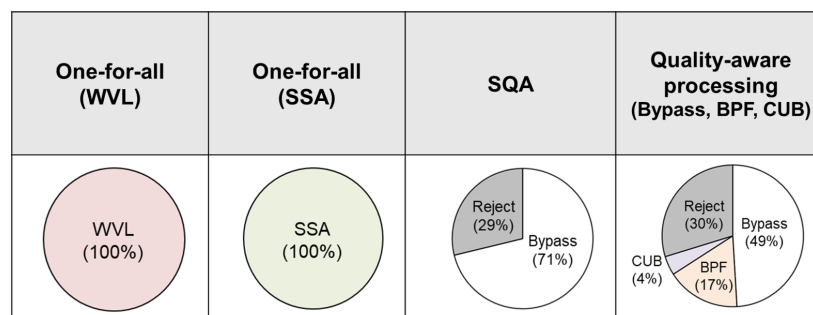 One-for-all
(WVL)
One-for-all
(SSA)
SQA
Quality-aware
processing
(Bypass, BPF, CUB)
WVL
(100%)
SSA
(100%)
Reject
(29%)
Bypass
(71%)
Reject
(30%)
Bypass
(49%)
CUB
(4%)
BPF
(17%)